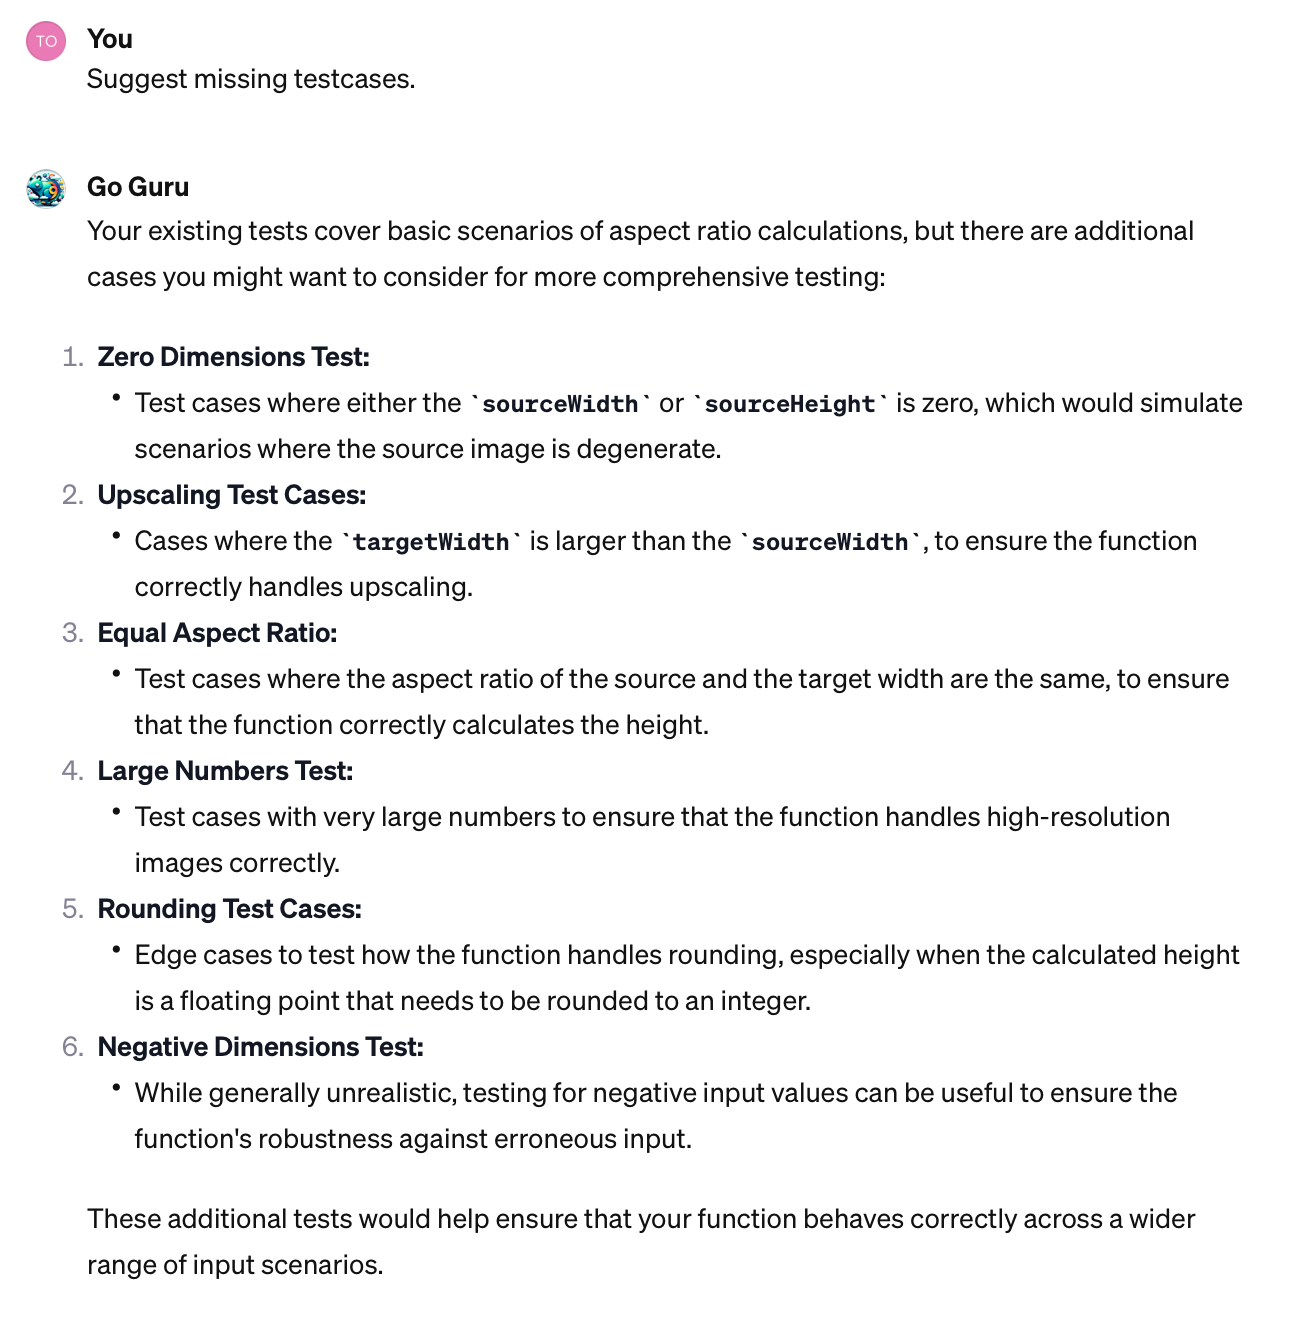 TO
You
Suggest missing testcases.
Go Guru
Your existing tests cover basic scenarios of aspect ratio calculations, but there are additional
cases you might want to consider for more comprehensive testing:
1. Zero Dimensions Test:
• Test cases where either the `sourceWidth` or `sourceHeight` is zero, which would simulate
scenarios where the source image is degenerate.
2. Upscaling Test Cases:
• Cases where the `targetWidth` is larger than the `sourceWidth`, to ensure the function
correctly handles upscaling.
3. Equal Aspect Ratio:
• Test cases where the aspect ratio of the source and the target width are the same, to ensure
that the function correctly calculates the height.
4. Large Numbers Test:
• Test cases with very large numbers to ensure that the function handles high-resolution
images correctly.
5. Rounding Test Cases:
• Edge cases to test how the function handles rounding, especially when the calculated height
is a floating point that needs to be rounded to an integer.
6. Negative Dimensions Test:
• While generally unrealistic, testing for negative input values can be useful to ensure the
function's robustness against erroneous input.
These additional tests would help ensure that your function behaves correctly across a wider
range of input scenarios.